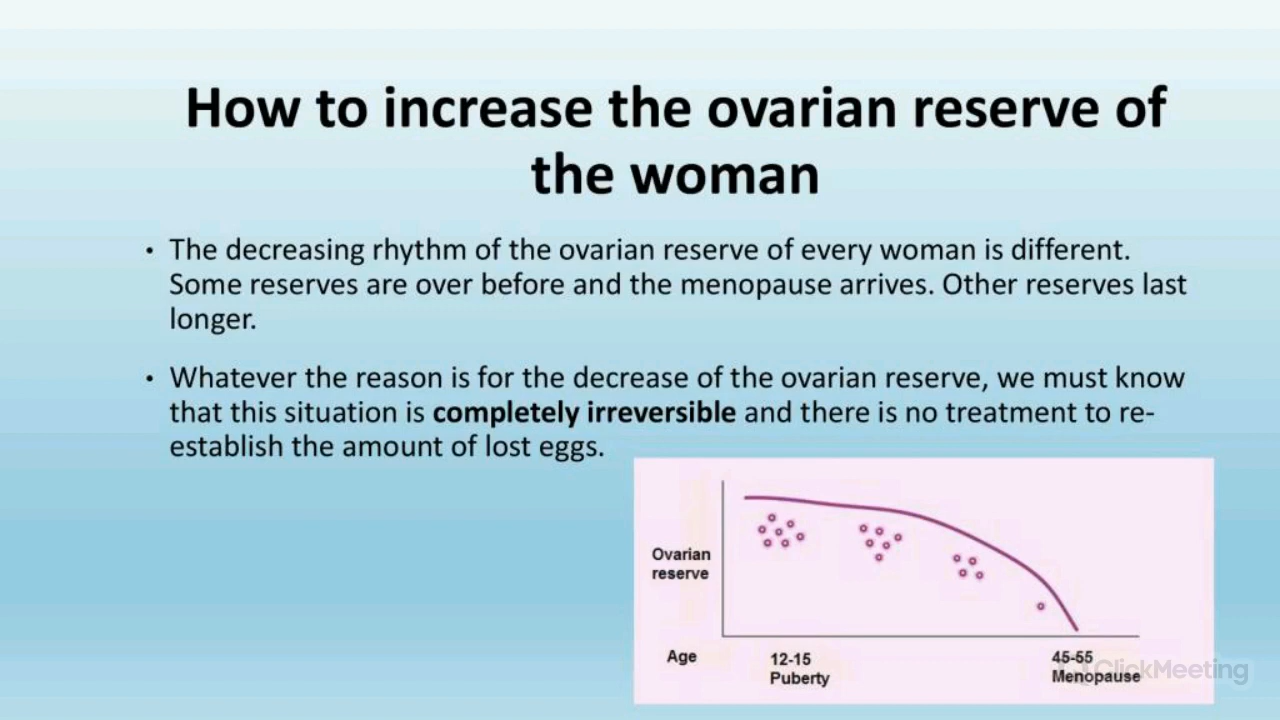 How to increase the ovarian reserve of
the woman
• The decreasing rhythm of the ovarian reserve of every woman is different.
Some reserves are over before and the menopause arrives. Other reserves last
longer.
• Whatever the reason is for the decrease of the ovarian reserve, we must know
that this situation is completely irreversible and there is no treatment to re-
establish the amount of lost eggs.
Ovarian
reserve
Age
12-15
Puberty
45-55
Menopause
ClickMeeting